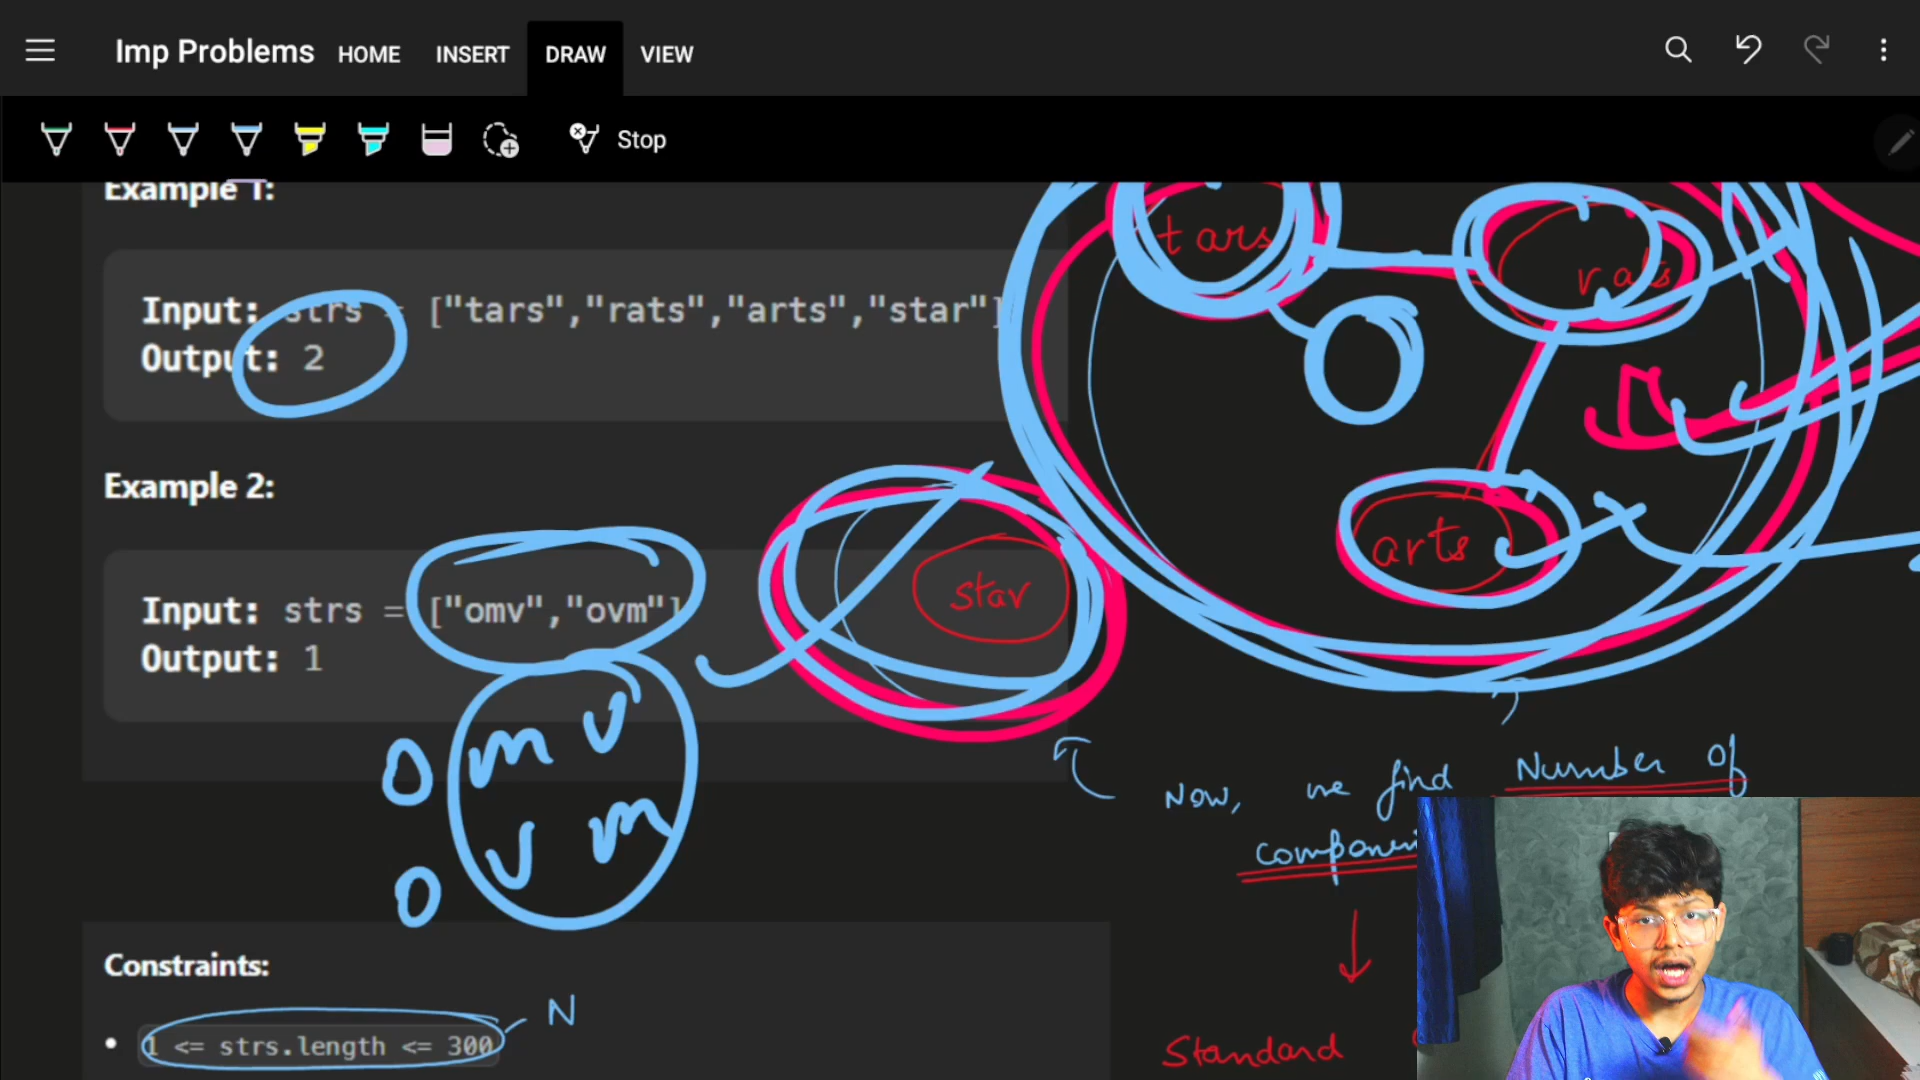 Imp Problems HOME INSERT DRAW VIEW
Stop
Example 1:
Input: strs = ["tars","rats","arts","star"]
Output: 2
Example 2:
Input: strs = ["omv","ovm"]
Output: 1
O m v
O v m
Constraints:
1 <= strs.length <= 300
N
tars
rats
arts
star
Now, we find Number of
Standard